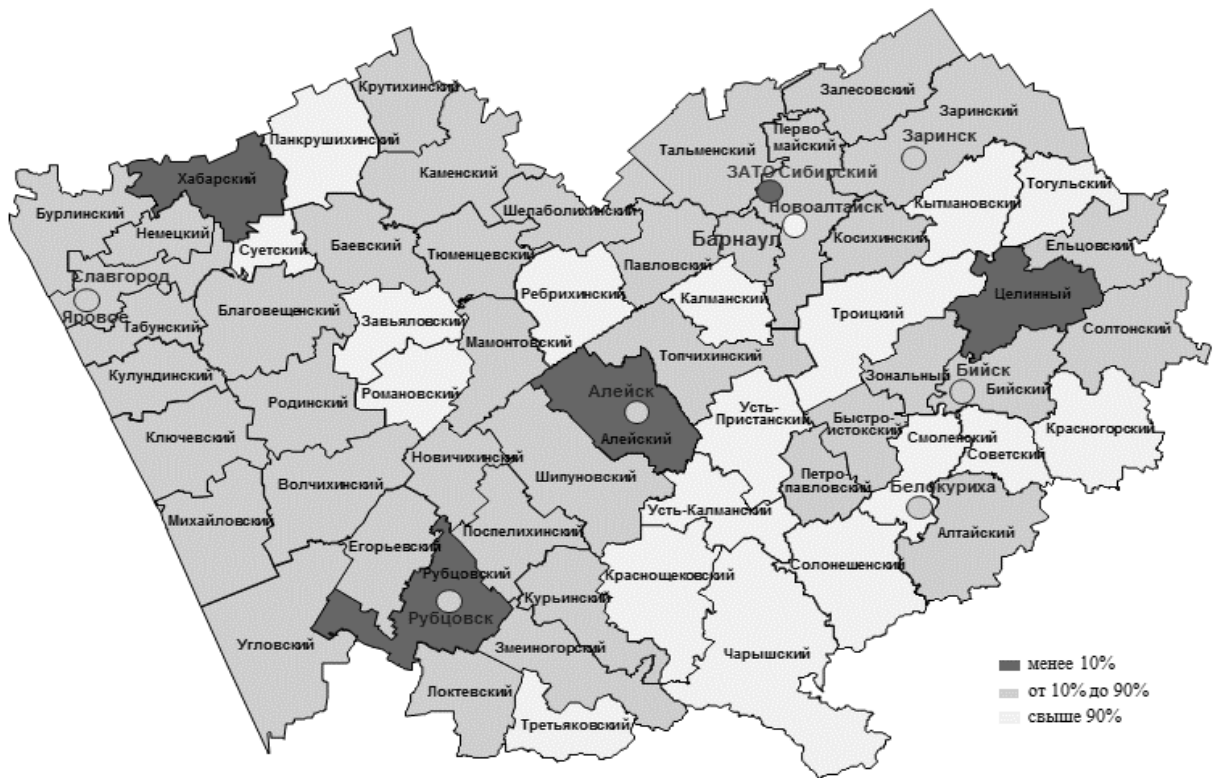 Крутихинский
Залесовский
Заринский
Панкрушихинский
Перво-
майский
Заринск
Тальменский
ЗАТО Сибирский
Хабарский
Каменский
Тогульский
Кытмановский
Бурлинский
Шелаболихинский
Новоалтайск
Немецкий
Суетский
Баевский
Тюменцевский
Барнаул
Косихинский
Ельцовский
Славгород
Павловский
Ребрихинский
Калманский
Целинный
Яровое
Табунский
Благовещенский
Завьяловский
Троицкий
Солтонский
Мамонтовский
Топчихинский
Кулундинский
Родинский
Романовский
Алейск
Зональный
Бийск
Бийский
Усть-
Пристанский
Быстро-
истокский
Красногорский
Ключевский
Алейский
Смоленский
Советский
Новичихинский
Шипуновский
Петро-
павловский
Волчихинский
Белокуриха
Михайловский
Усть-Калманский
Поспелихинский
Алтайский
Егорьевский
Солонешенский
Рубцовский
Краснощековский
Курьинский
Рубцовск
Угловский
Змеиногорский
Чарышский
Локтевский
Третьяковский
менее 10%
от 10% до 90%
свыше 90%